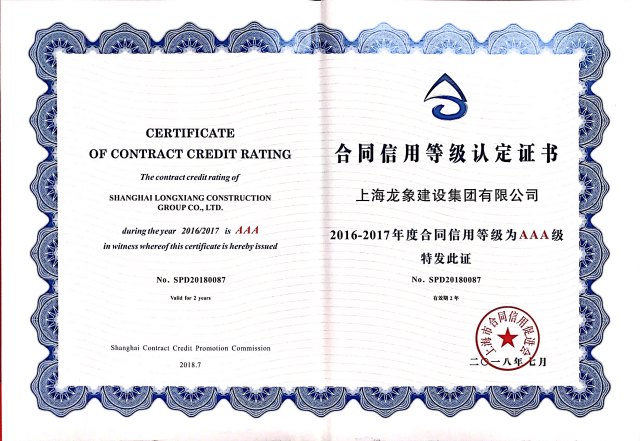 CERTIFICATE
OF CONTRACT CREDIT RATING
The contract credit rating of
SHANGHAI LONGXIANG CONSTRUCTION
GROUP CO., LTD.
during the year 2016/2017 is AAA
in witness whereof this certificate is hereby issued
No. SPD20180087
Valid for 2 years
Shanghai Contract Credit Promotion Commission
2018.7
合同信用等级认定证书
上海龙象建设集团有限公司
2016-2017年度合同信用等级为AAA级
特发此证
No. SPD20180087
有效期2年
上海市合同信用促进会
二〇一八年七月